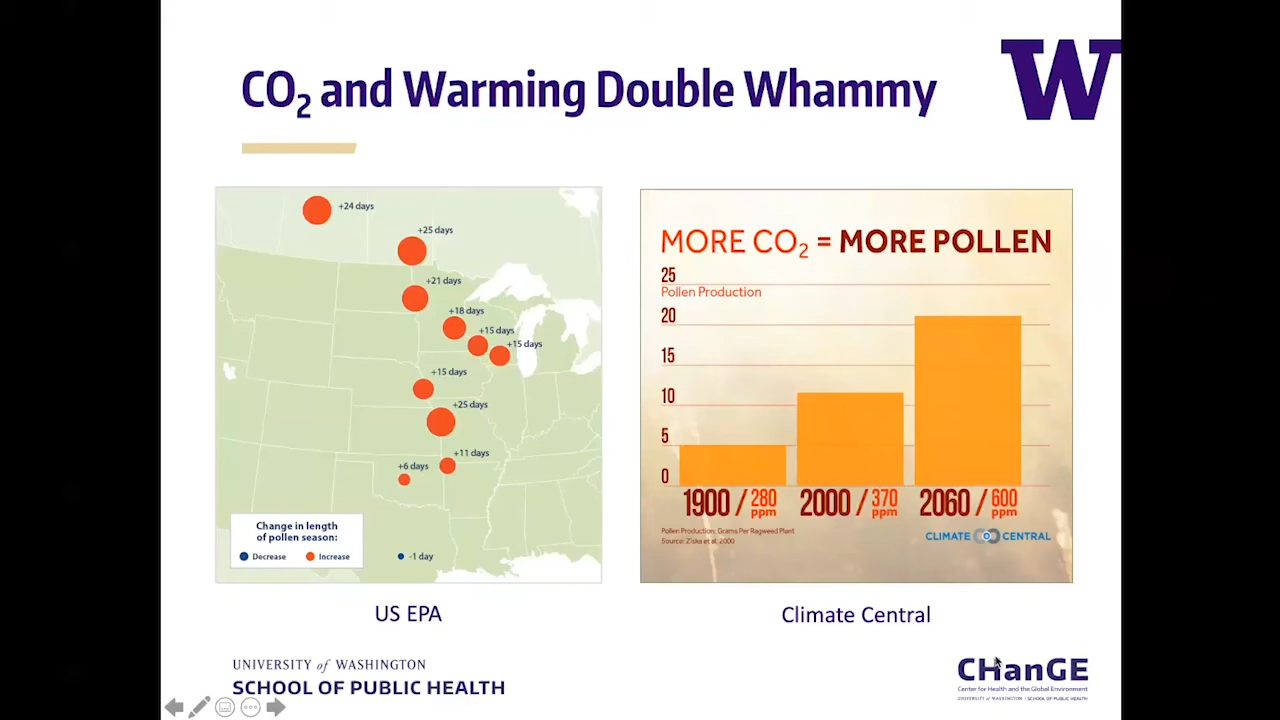 CO2 and Warming Double Whammy
W
+24 days
+25 days
+21 days
+18 days
+15 days
+15 days
+15 days
+25 days
+11 days
+6 days
-1 day
Change in length
of pollen season:
Decrease
Increase
US EPA
MORE CO2 = MORE POLLEN
25
Pollen Production
20
15
10
5
0
1900 / 280 ppm
2000 / 370 ppm
2060 / 600 ppm
Pollen Production: Grams Per Ragweed Plant
Source: Ziska et al, 2000
CLIMATE CENTRAL
Climate Central
UNIVERSITY of WASHINGTON
SCHOOL OF PUBLIC HEALTH
CHanGE
Center for Health and the Global Environment
UNIVERSITY of WASHINGTON | SCHOOL OF PUBLIC HEALTH